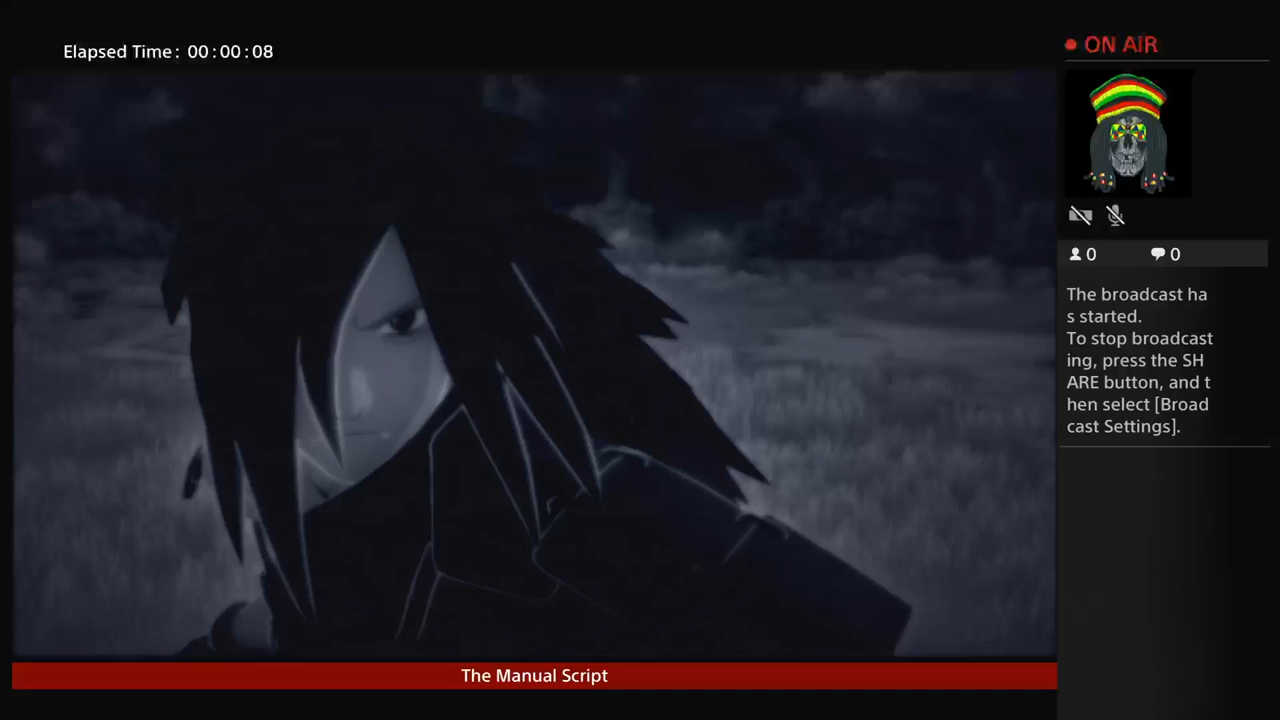 Elapsed Time: 00:00:08
ON AIR
0 0
The broadcast ha
s started.
To stop broadcast
ing, press the SH
ARE button, and t
hen select [Broad
cast Settings].
The Manual Script